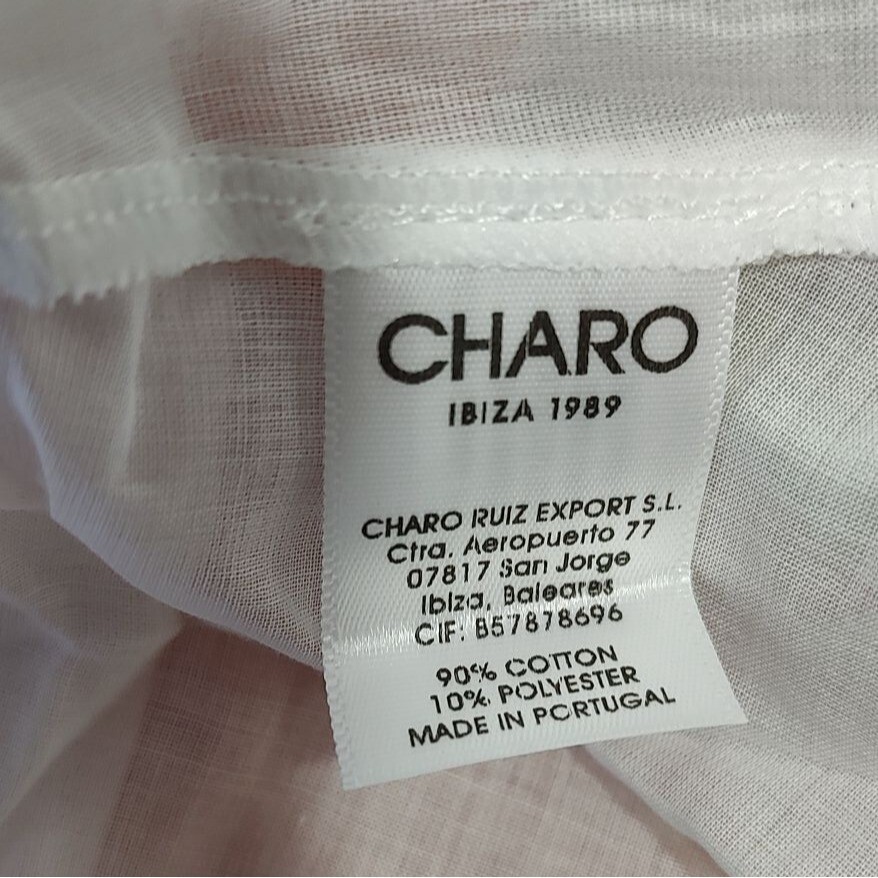 CHARO
IBIZA 1989
CHARO RUIZ EXPORT S.L.
Ctra. Aeropuerto 77
07817 San Jorge
Ibiza, Baleares
CIF: B57878696
90% COTTON
10% POLYESTER
MADE IN PORTUGAL